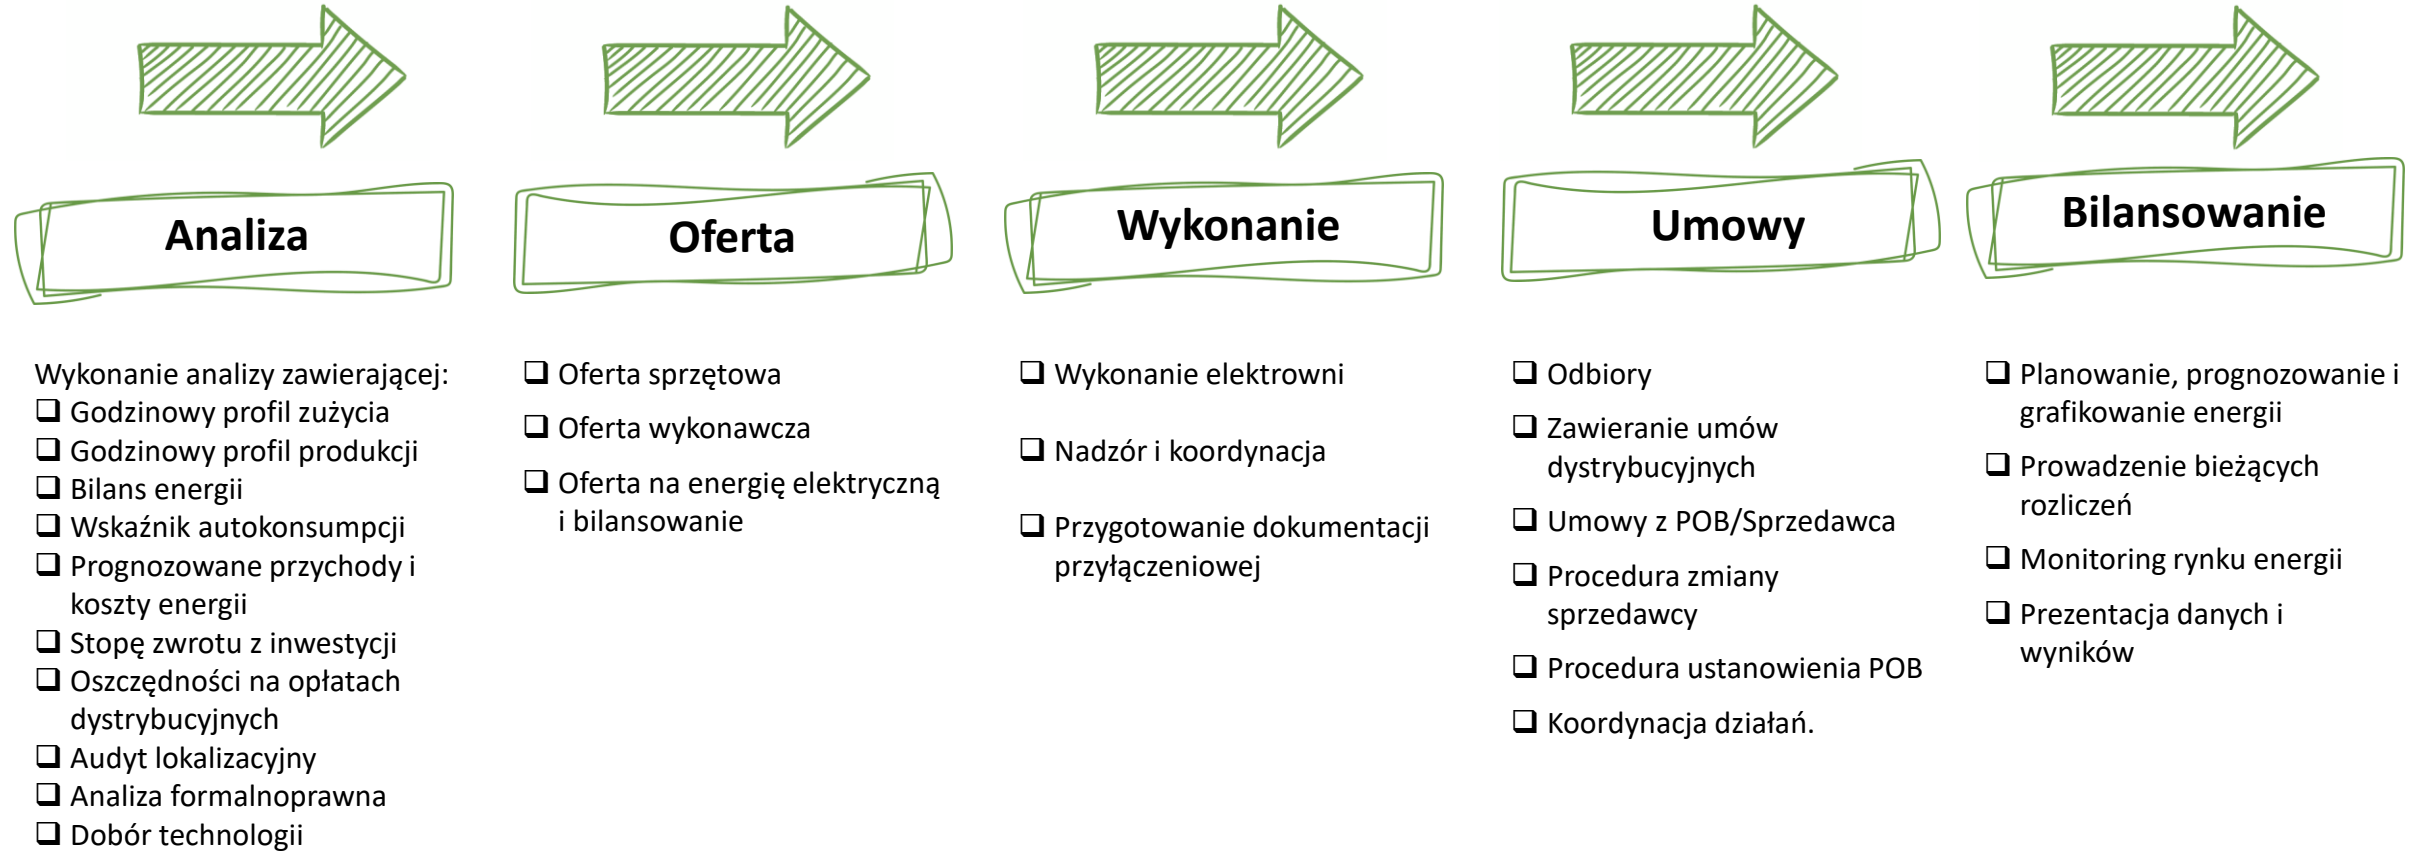 Analiza
Wykonanie analizy zawierającej:
❑ Godzinowy profil zużycia
❑ Godzinowy profil produkcji
❑ Bilans energii
❑ Wskaźnik autokonsumpcji
❑ Prognozowane przychody i
koszty energii
❑ Stopę zwrotu z inwestycji
❑ Oszczędności na opłatach
dystrybucyjnych
❑ Audyt lokalizacyjny
❑ Analiza formalnoprawna
❑ Dobór technologii
Oferta
❑ Oferta sprzętowa
❑ Oferta wykonawcza
❑ Oferta na energię elektryczną
i bilansowanie
Wykonanie
❑ Wykonanie elektrowni
❑ Nadzór i koordynacja
❑ Przygotowanie dokumentacji
przyłączeniowej
Umowy
❑ Odbiory
❑ Zawieranie umów
dystrybucyjnych
❑ Umowy z POB/Sprzedawca
❑ Procedura zmiany
sprzedawcy
❑ Procedura ustanowienia POB
❑ Koordynacja działań.
Bilansowanie
❑ Planowanie, prognozowanie i
grafikowanie energii
❑ Prowadzenie bieżących
rozliczeń
❑ Monitoring rynku energii
❑ Prezentacja danych i
wyników